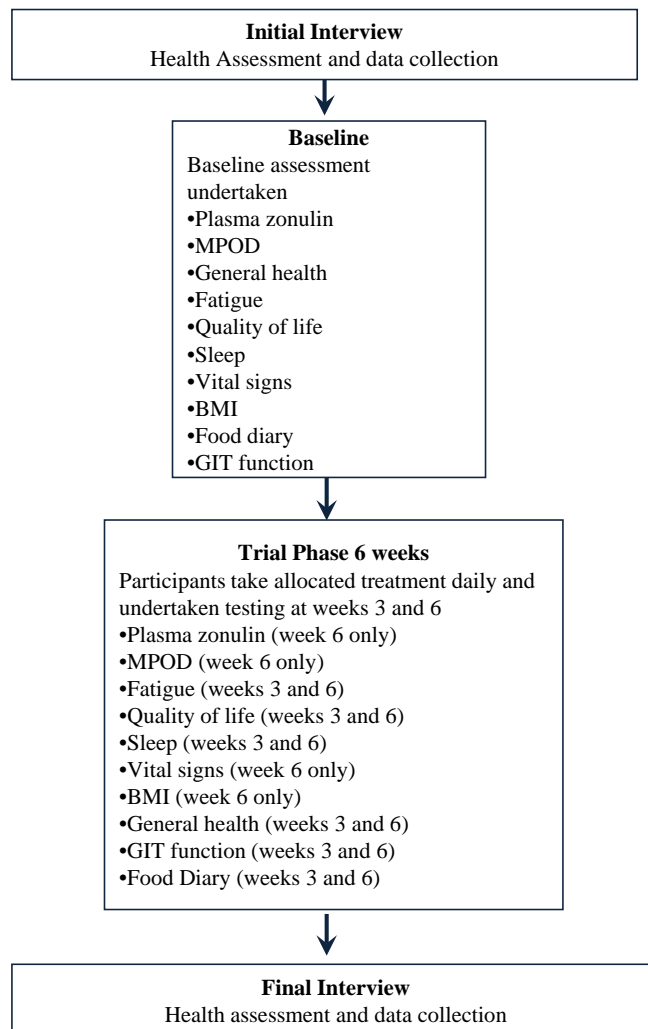 Initial Interview
Health Assessment and data collection
Baseline
Baseline assessment
undertaken
•Plasma zonulin
•MPOD
•General health
•Fatigue
•Quality of life
•Sleep
•Vital signs
•BMI
•Food diary
•GIT function
Trial Phase 6 weeks
Participants take allocated treatment daily and
undertaken testing at weeks 3 and 6
•Plasma zonulin (week 6 only)
•MPOD (week 6 only)
•Fatigue (weeks 3 and 6)
•Quality of life (weeks 3 and 6)
•Sleep (weeks 3 and 6)
•Vital signs (week 6 only)
•BMI (week 6 only)
•General health (weeks 3 and 6)
•GIT function (weeks 3 and 6)
•Food Diary (weeks 3 and 6)
Final Interview
Health assessment and data collection